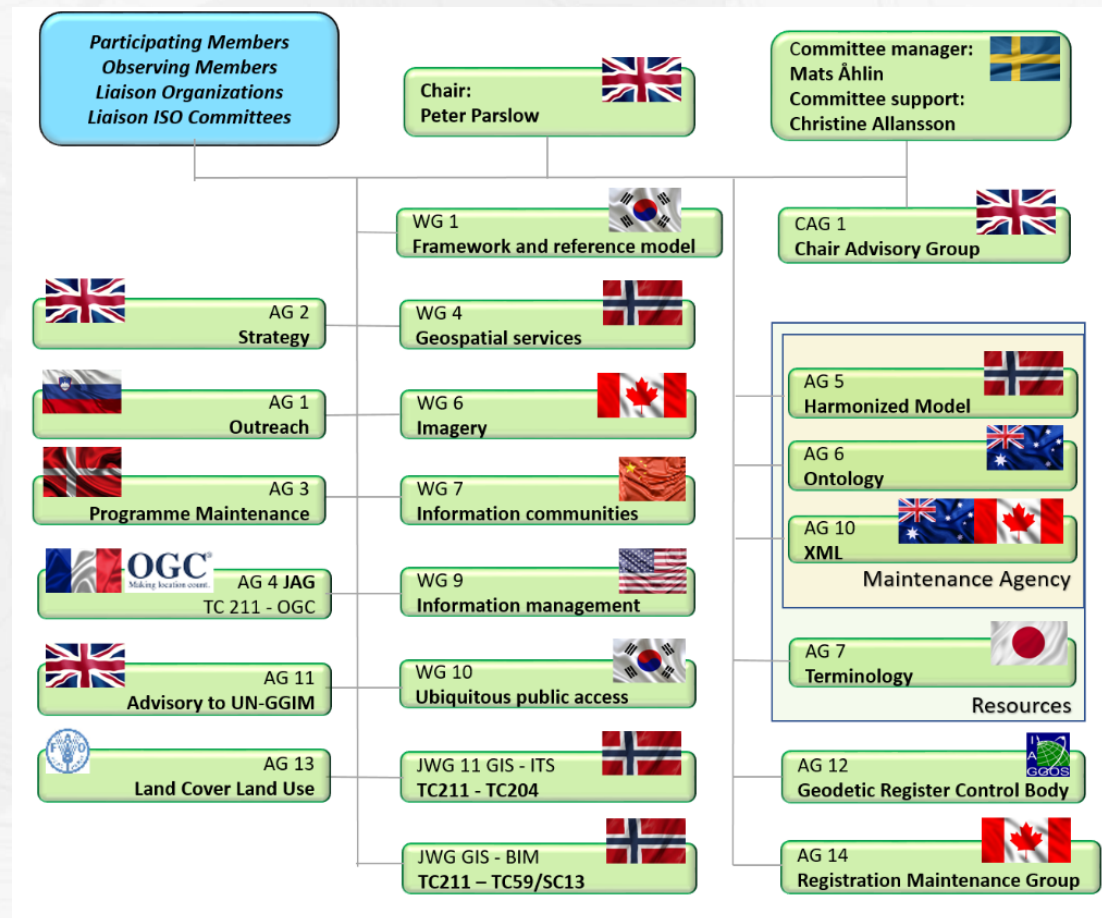 Participating Members
Observing Members
Liaison Organizations
Liaison ISO Committees
Chair:
Peter Parslow
Committee manager:
Mats Åhlin
Committee support:
Christine Allansson
WG 1
Framework and reference model
CAG 1
Chair Advisory Group
AG 2
Strategy
WG 4
Geospatial services
AG 1
Outreach
WG 6
Imagery
AG 3
Programme Maintenance
WG 7
Information communities
OGC®
Making location count.
AG 4 JAG
TC 211 - OGC
WG 9
Information management
AG 11
Advisory to UN-GGIM
WG 10
Ubiquitous public access
FAO
AG 13
Land Cover Land Use
JWG 11 GIS - ITS
TC211 - TC204
JWG GIS - BIM
TC211 – TC59/SC13
AG 5
Harmonized Model
AG 6
Ontology
AG 10
XML
Maintenance Agency
AG 7
Terminology
Resources
IAG
GGOS
AG 12
Geodetic Register Control Body
AG 14
Registration Maintenance Group